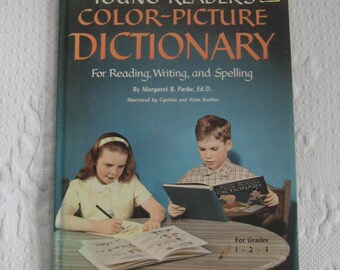 YOUNG READERS
COLOR-PICTURE
DICTIONARY
For Reading, Writing, and Spelling
By Margaret B. Parke, Ed.D.
Illustrated by Cynthia and Alvin Koehler
DICTIONARY
For Grades
1 - 2 - 3